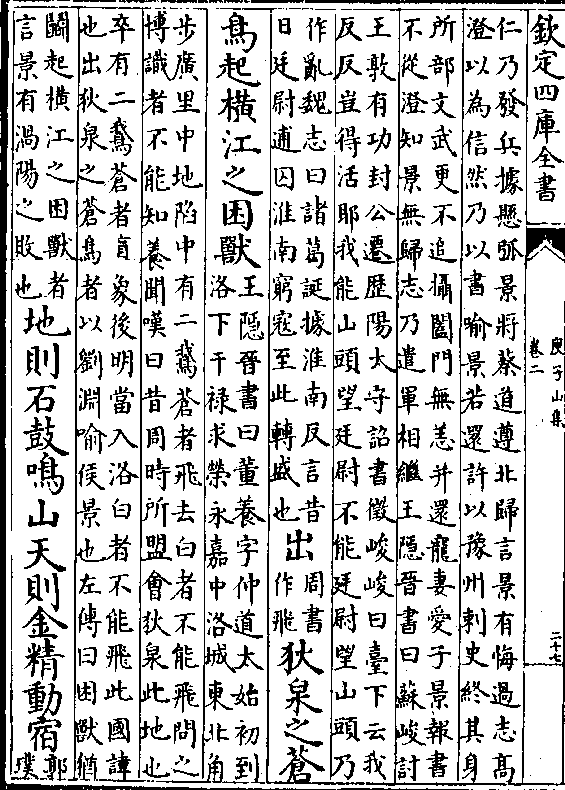 欽定四庫全書
庾子山集
卷二
二十七
仁乃發兵據懸瓠景將蔡道遵北歸言景有悔過志高
澄以為信然乃以書喻景若還許以豫州刺史終其身
所部文武更不追攝闔門無恙并還寵妻愛子景報書
不從澄知景無歸志乃遣軍相繼王隱晉書曰蘇峻討
王敦有功封公遷歷陽太守詔書徵峻峻曰臺下云我
反反豈得活耶我能山頭望廷尉不能廷尉望山頭乃
作亂魏志曰諸葛誕據淮南反言昔
日廷尉逋囚淮南窮寇至此轉盛也
出
周書
作飛
狄泉之蒼
鳥起橫江之困獸
王隱晉書曰董養字仲道太始初到
洛下干祿求榮永嘉中洛城東北角
步廣里中地陷中有二鵞蒼者飛去白者不能飛問之
博識者不能知養聞嘆曰昔周時所盟會狄泉此地也
卒有二鵞蒼者象後明當入洛白者不能飛此國諱
也出狄泉之蒼鳥者以劉淵喻侯景也左傳曰困獸猶
鬭起橫江之困獸者
言景有渦陽之敗也
地則石鼓鳴山天則金精動宿
郭
璞